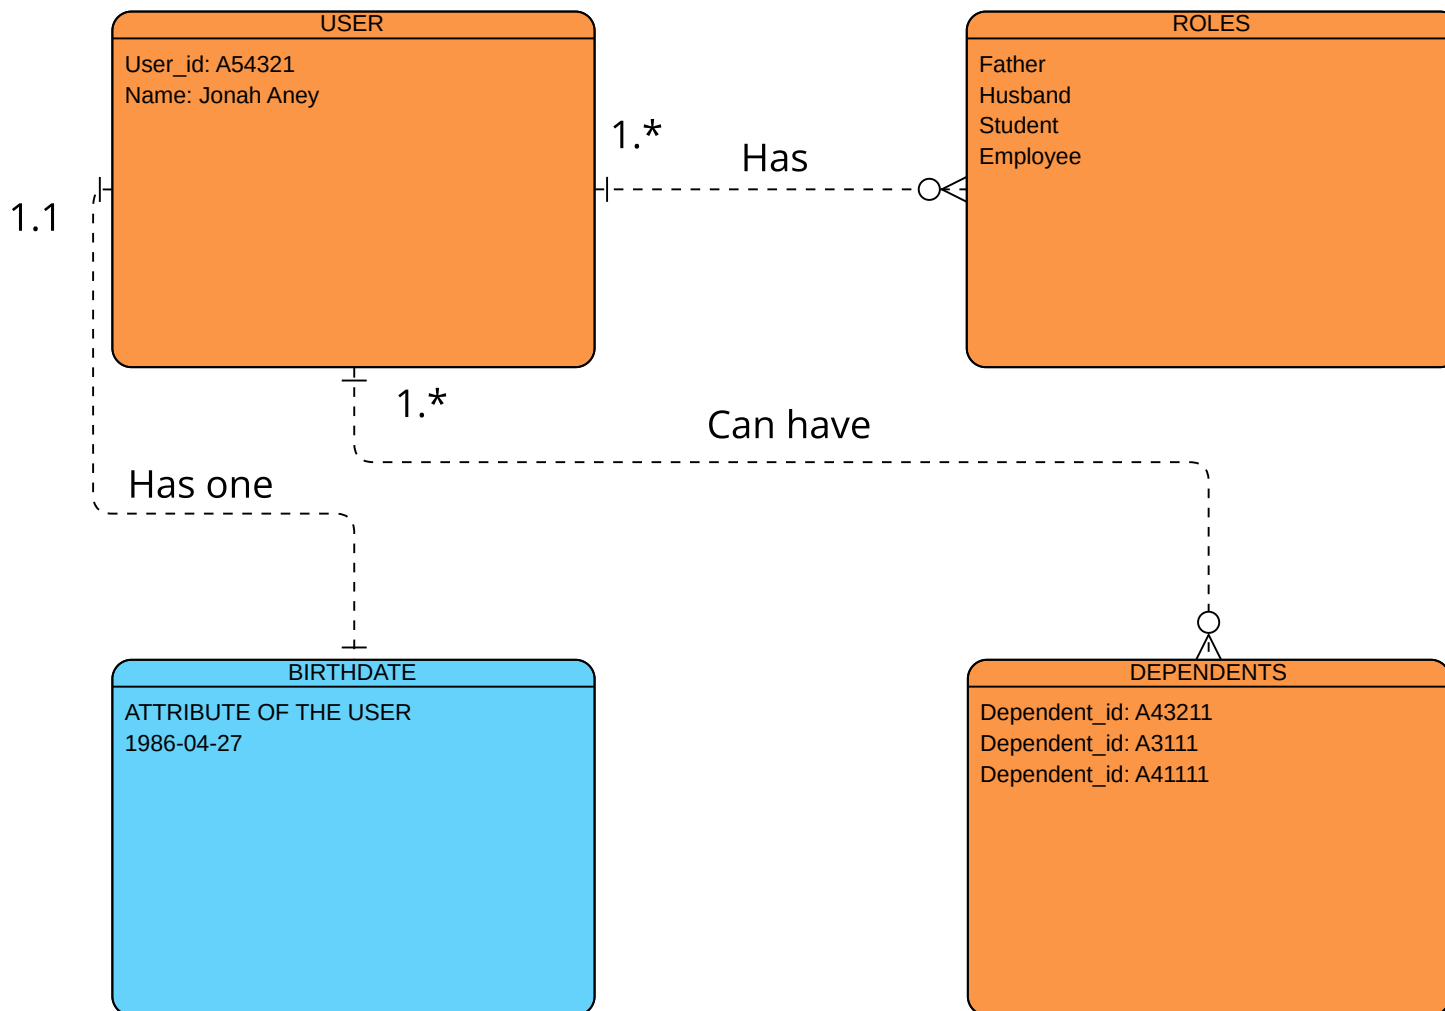 USER
User_id: A54321
Name: Jonah Aney
ROLES
Father
Husband
Student
Employee
1.*
Has
1.1
1.*
Can have
Has one
BIRTHDATE
ATTRIBUTE OF THE USER
1986-04-27
DEPENDENTS
Dependent_id: A43211
Dependent_id: A3111
Dependent_id: A41111